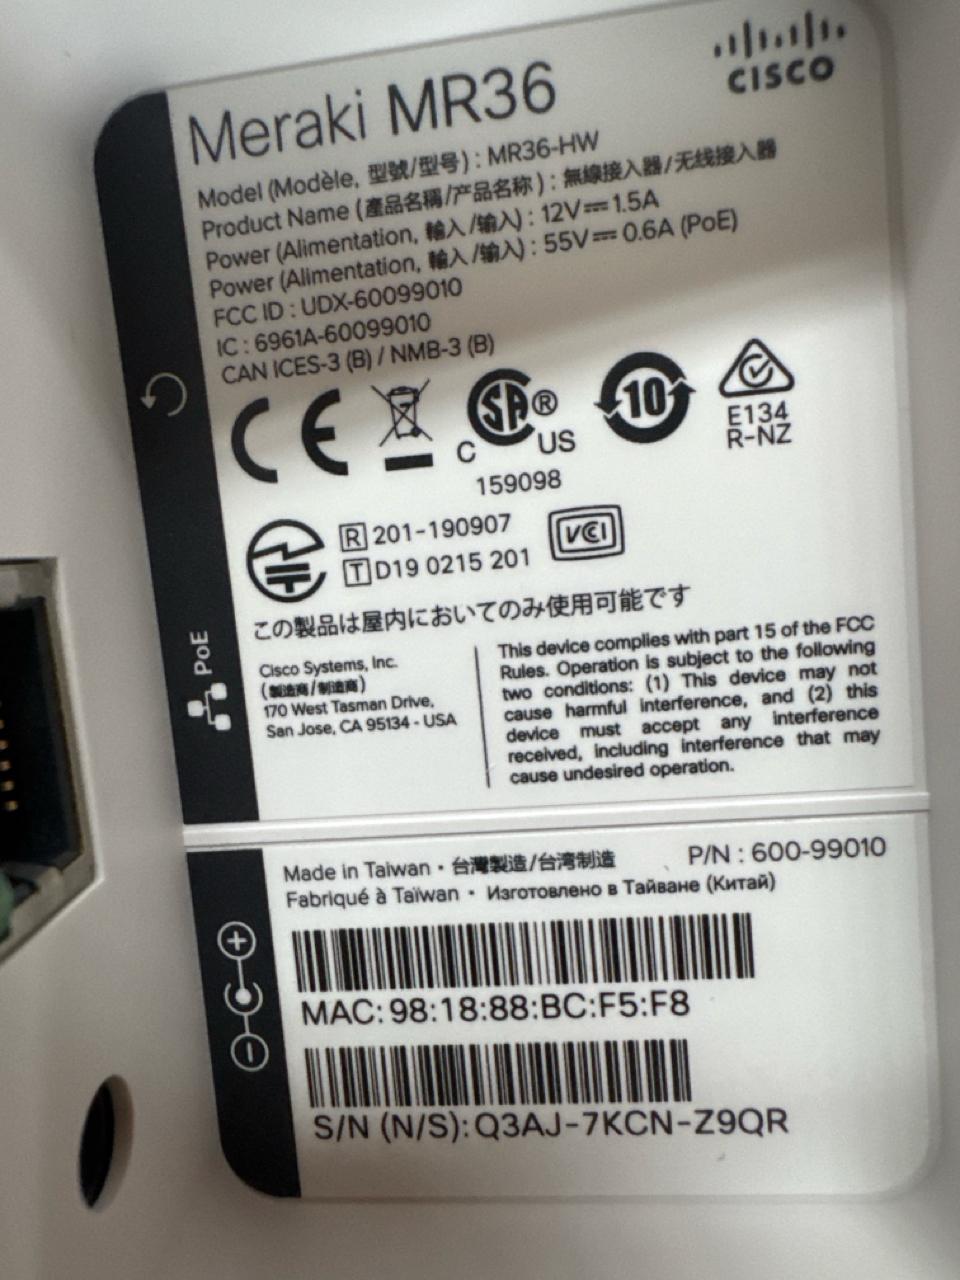 CISCO
Meraki MR36
Model (Modèle, 型號/型号) : MR36-HW
Product Name (產品名稱/产品名称) : 無線接入器/无线接入器
Power (Alimentation, 輸入/输入) : 12V⎓1.5A
Power (Alimentation, 輸入/输入) : 55V⎓0.6A (PoE)
FCC ID : UDX-60099010
IC : 6961A-60099010
CAN ICES-3 (B) / NMB-3 (B)
CE
C SA ® US
159098
10
E134
R-NZ
R 201-190907
T D19 0215 201
VCI
この製品は屋内においてのみ使用可能です
PoE
Cisco Systems, Inc.
(製造商/制造商)
170 West Tasman Drive,
San Jose, CA 95134 - USA
This device complies with part 15 of the FCC
Rules. Operation is subject to the following
two conditions: (1) This device may not
cause harmful interference, and (2) this
device must accept any interference
received, including interference that may
cause undesired operation.
Made in Taiwan · 台灣製造/台湾制造
P/N : 600-99010
Fabriqué à Taïwan · Изготовлено в Тайване (Китай)
MAC: 98:18:88:BC:F5:F8
S/N (N/S): Q3AJ-7KCN-Z9QR